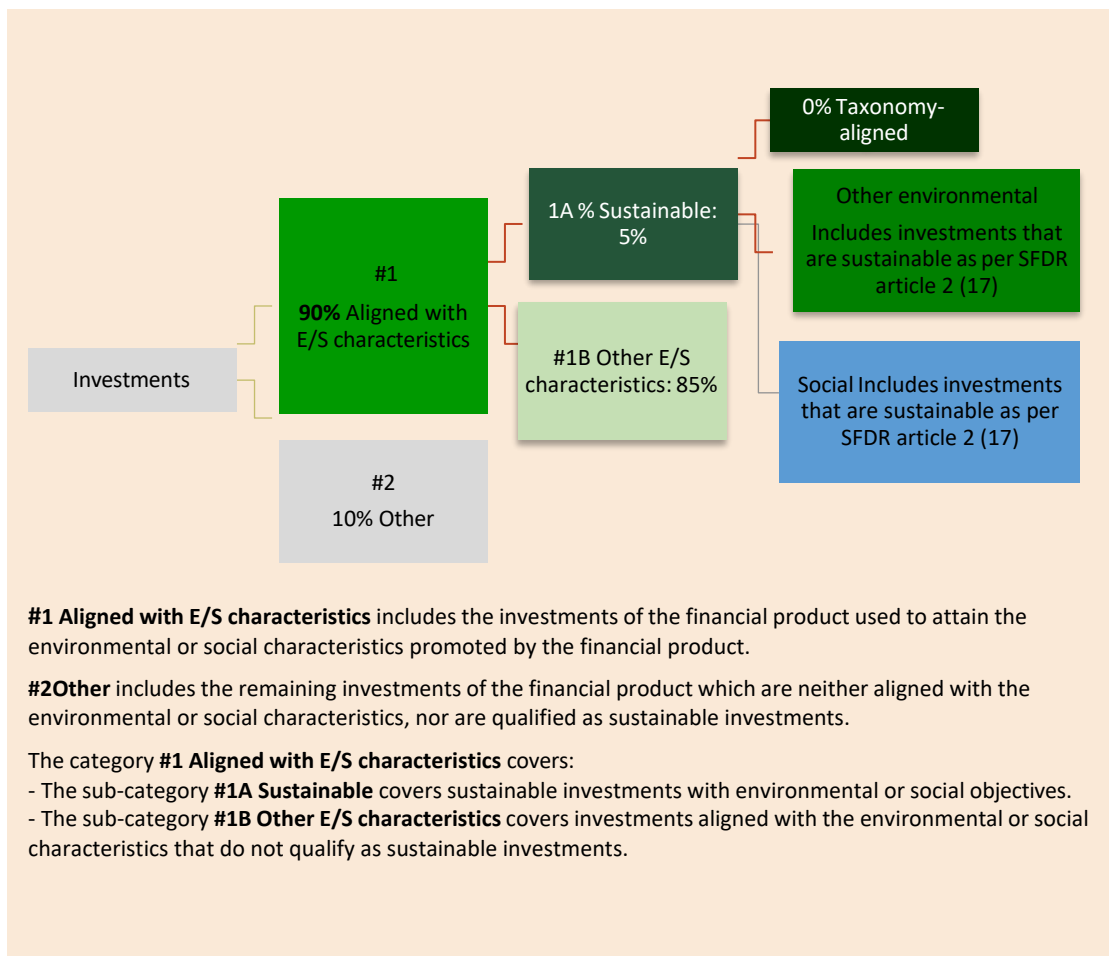 0% Taxonomy-
aligned
Other environmental
Includes investments that
are sustainable as per SFDR
article 2 (17)
1A % Sustainable:
5%
#1
90% Aligned with
E/S characteristics
#1B Other E/S
characteristics: 85%
Investments
Social Includes investments
that are sustainable as per
SFDR article 2 (17)
#2
10% Other
#1 Aligned with E/S characteristics includes the investments of the financial product used to attain the
environmental or social characteristics promoted by the financial product.
#2Other includes the remaining investments of the financial product which are neither aligned with the
environmental or social characteristics, nor are qualified as sustainable investments.
The category #1 Aligned with E/S characteristics covers:
- The sub-category #1A Sustainable covers sustainable investments with environmental or social objectives.
- The sub-category #1B Other E/S characteristics covers investments aligned with the environmental or social
characteristics that do not qualify as sustainable investments.